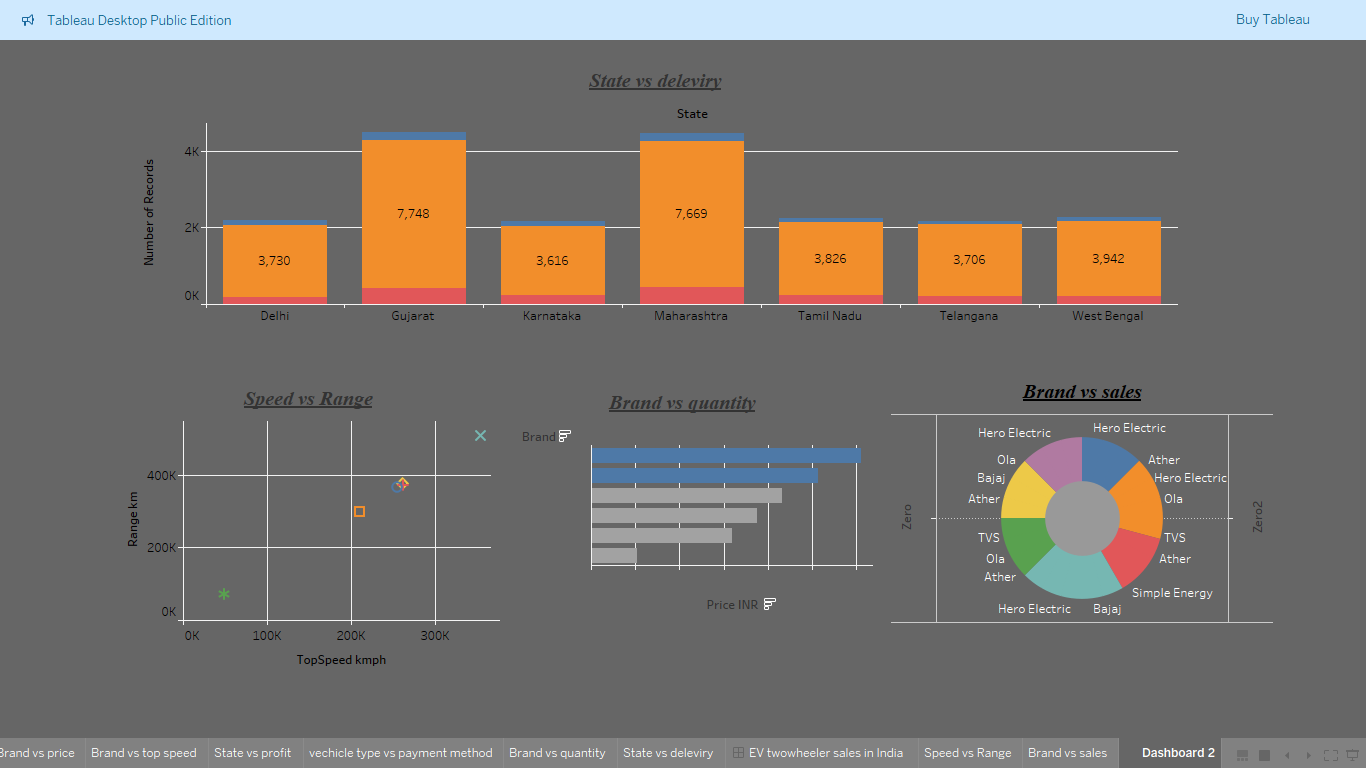 Tableau Desktop Public Edition
Buy Tableau
State vs deleviry
State
Number of Records
4K
2K
0K
3,730
7,748
3,616
7,669
3,826
3,706
3,942
Delhi
Gujarat
Karnataka
Maharashtra
Tamil Nadu
Telangana
West Bengal
Speed vs Range
Range km
400K
200K
0K
0K
100K
200K
300K
TopSpeed kmph
Brand vs quantity
Brand
Price INR
Brand vs sales
Zero
Zero2
Hero Electric
Hero Electric
Ola
Ather
Bajaj
Hero Electric
Ather
Ola
TVS
TVS
Ola
Ather
Ather
Simple Energy
Hero Electric
Bajaj
Brand vs price
Brand vs top speed
State vs profit
vechicle type vs payment method
Brand vs quantity
State vs deleviry
EV twowheeler sales in India
Speed vs Range
Brand vs sales
Dashboard 2